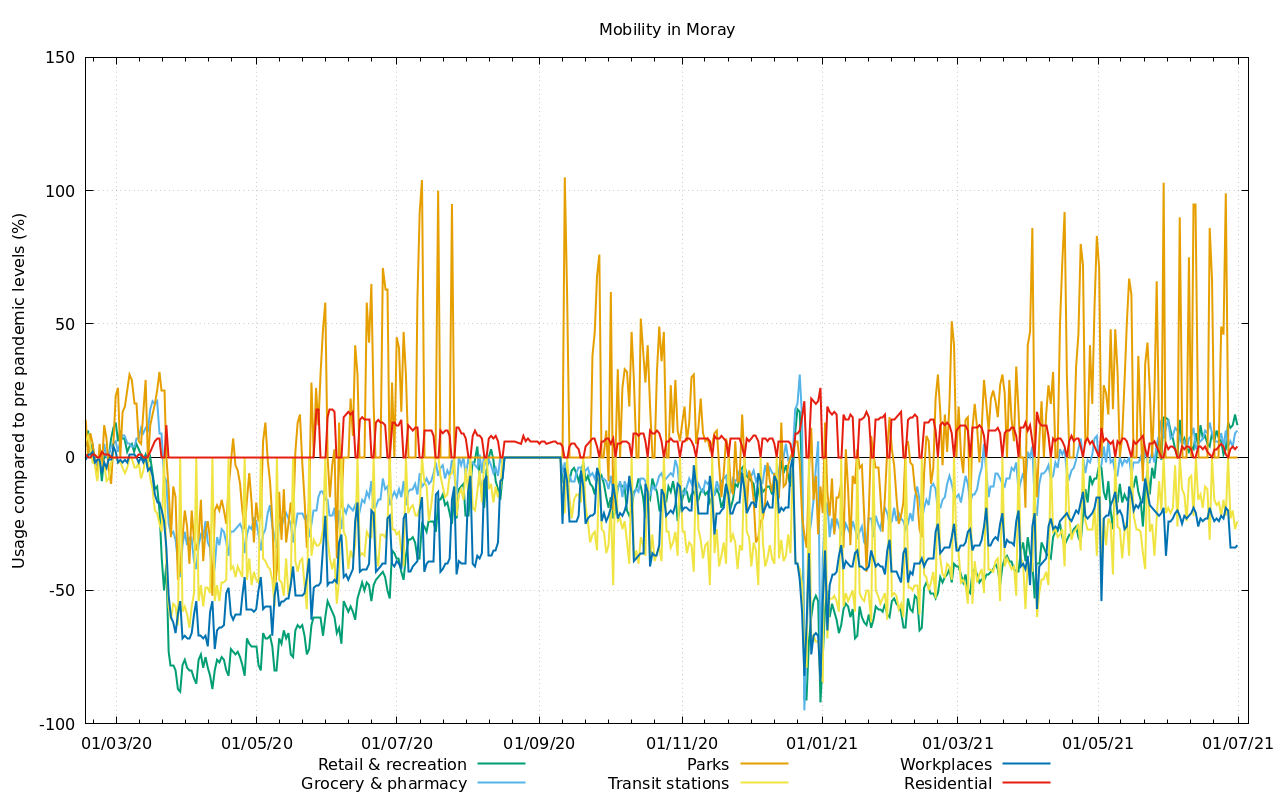 Mobility in Moray
Usage compared to pre pandemic levels (%)
150
100
50
0
-50
-100
01/03/20 01/05/20 01/07/20 01/09/20 01/11/20 01/01/21 01/03/21 01/05/21 01/07/21
Retail & recreation Parks Workplaces
Grocery & pharmacy Transit stations Residential